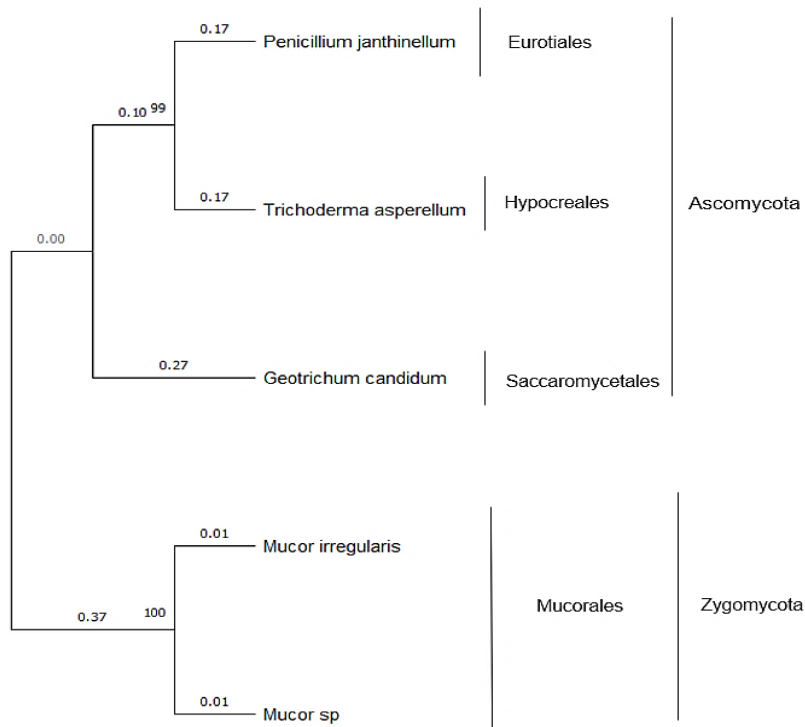 0.17
Penicillium janthinellum
Eurotiales
0.10 99
0.17
Trichoderma asperellum
Hypocreales
Ascomycota
0.00
0.27
Geotrichum candidum
Saccaromycetales
0.01
Mucor irregularis
Mucorales
Zygomycota
0.37
100
0.01
Mucor sp